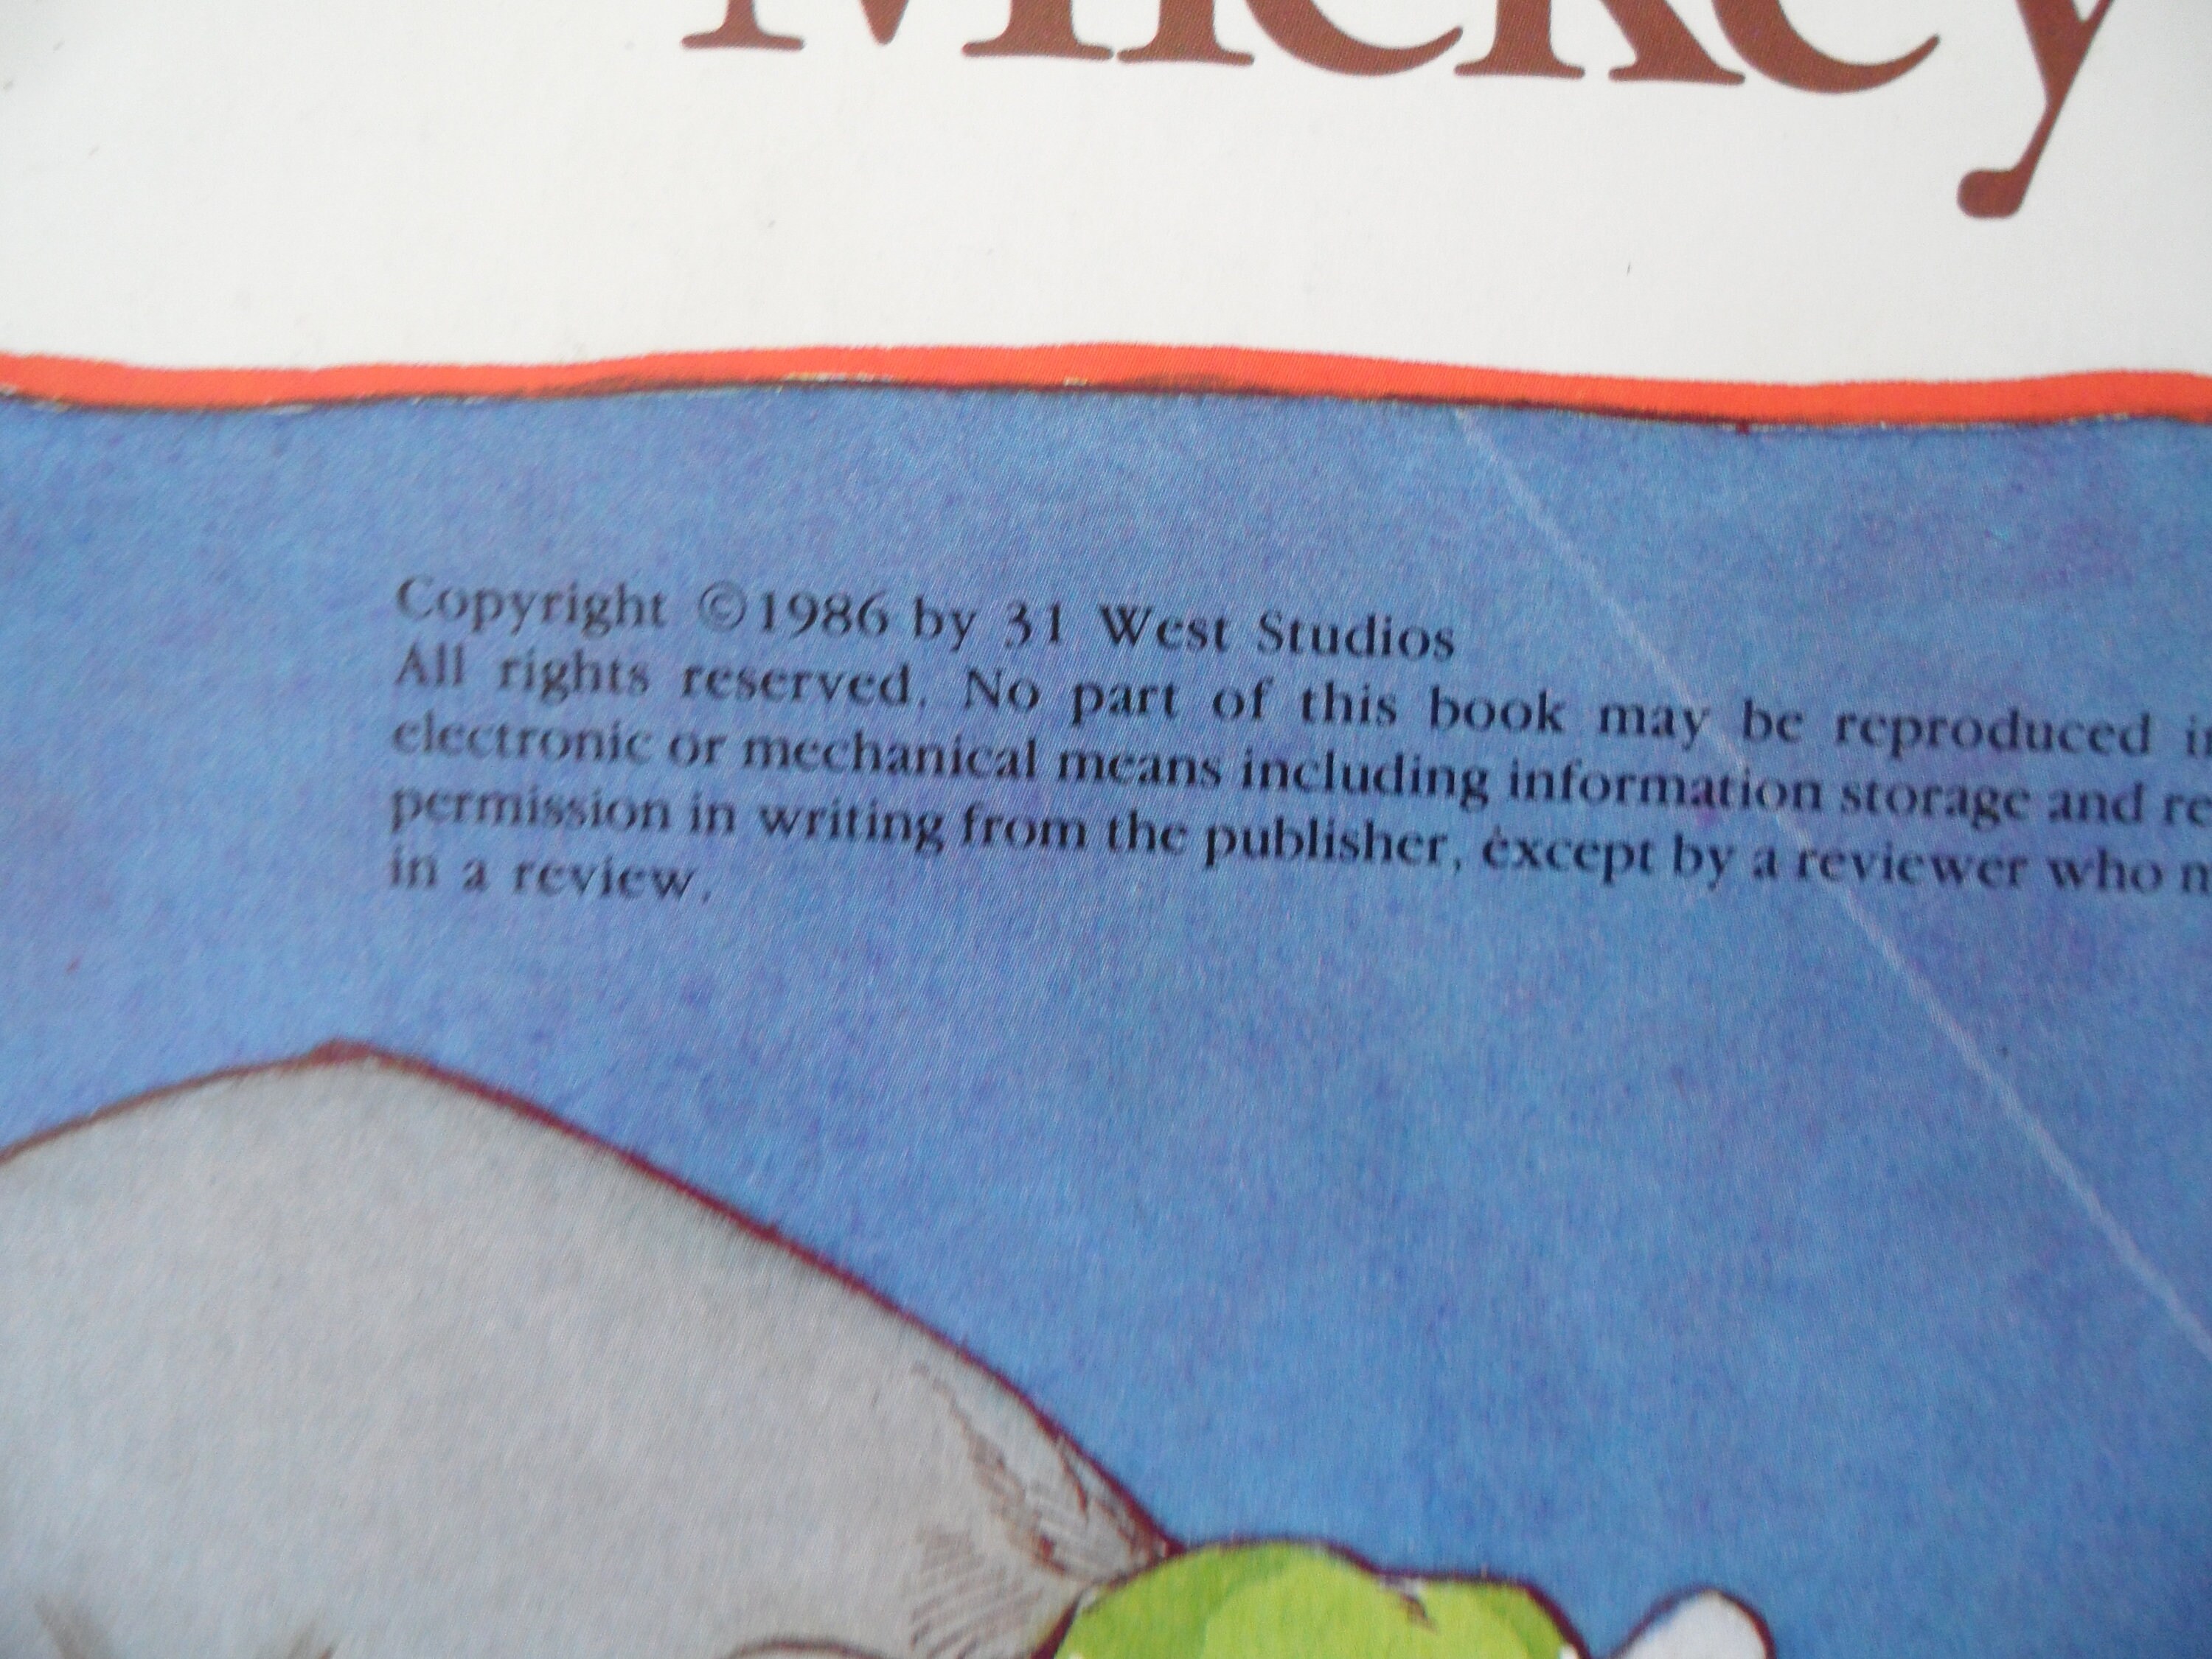 Mickey
Copyright ©1986 by 31 West Studios
All rights reserved. No part of this book may be reproduced
electronic or mechanical means including information storage and
permission in writing from the publisher, except by a reviewer who
in a review.